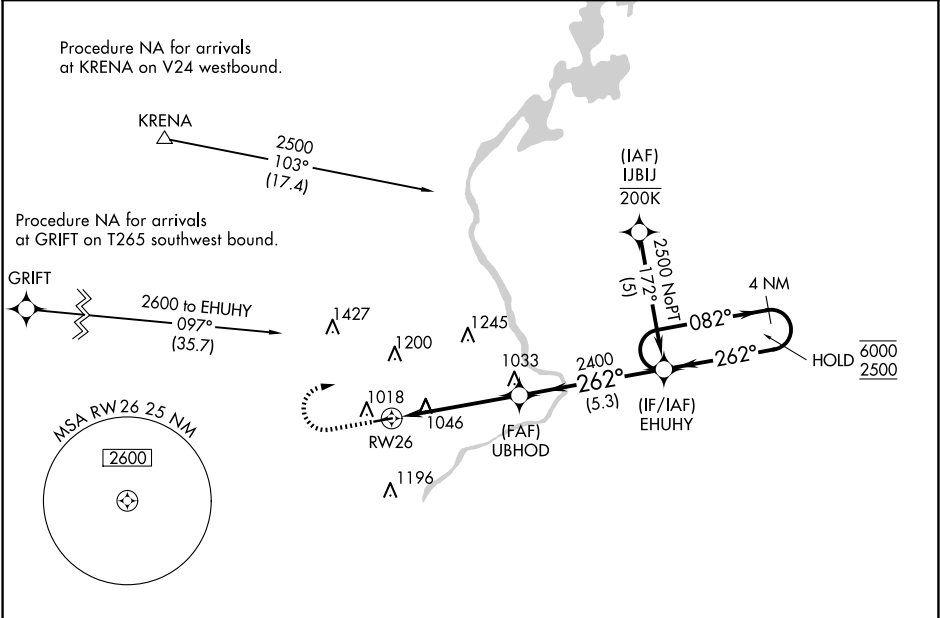 Procedure NA for arrivals
at KRENA on V24 westbound.
KRENA
2500
103°
(17.4)
(IAF)
IJBIJ
200K
Procedure NA for arrivals
at GRIFT on T265 southwest bound.
GRIFT
2600 to EHUHY
097°
(35.7)
2500 NoPT
172°
(5)
4 NM
082°
262°
HOLD
6000
2500
1427
1200
1245
1033
2400
262°
(5.3)
(IF/IAF)
EHUHY
1018
1046
RW26
(FAF)
UBHOD
1196
MSA RW 26 25 NM
2600